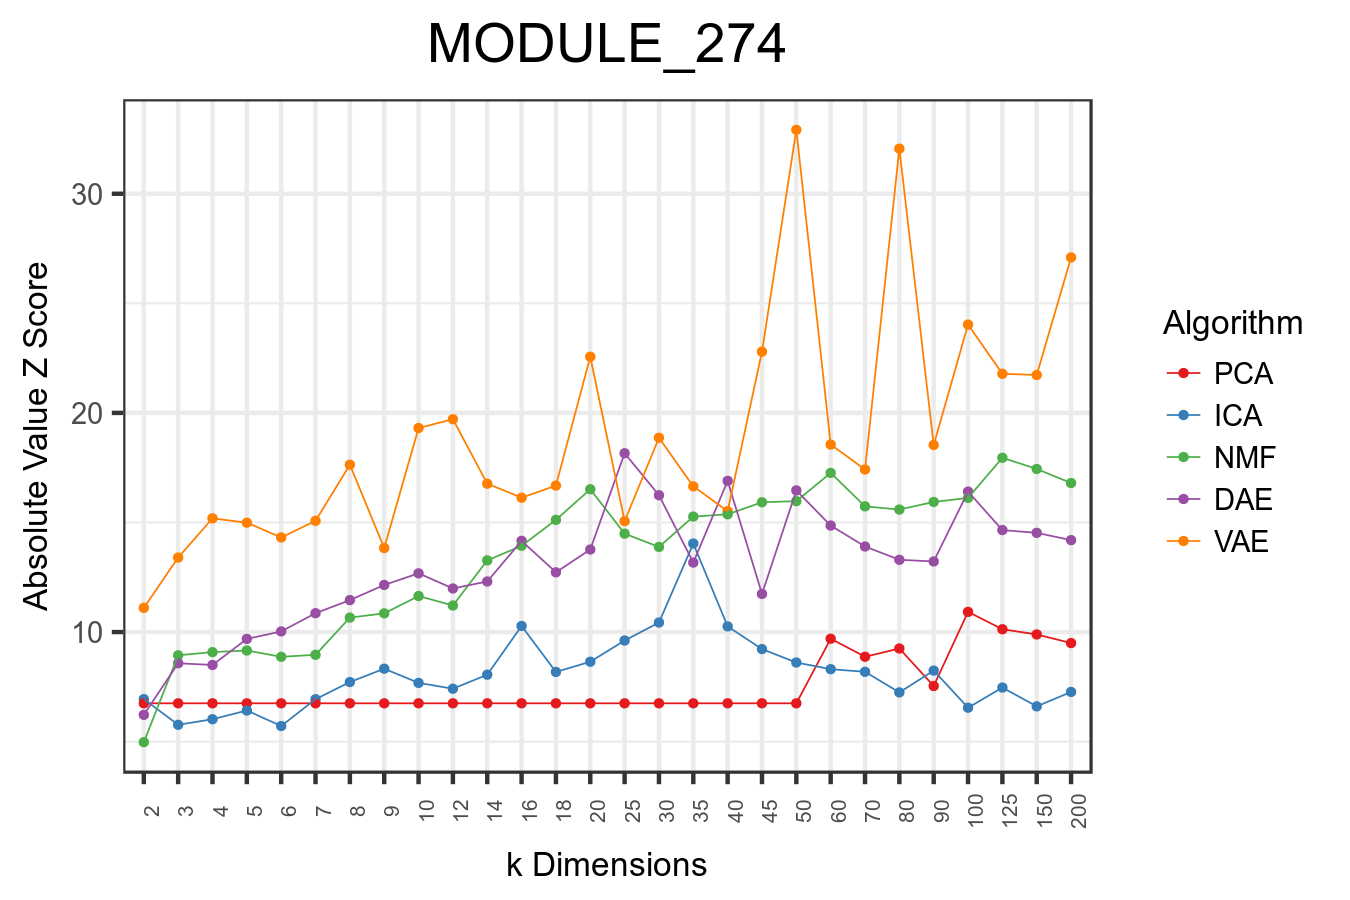 MODULE_274
Absolute Value Z Score
30
20
10
2 3 4 5 6 7 8 9 10 12 14 16 18 20 25 30 35 40 45 50 60 70 80 90 100 125 150 200
k Dimensions
Algorithm
PCA
ICA
NMF
DAE
VAE